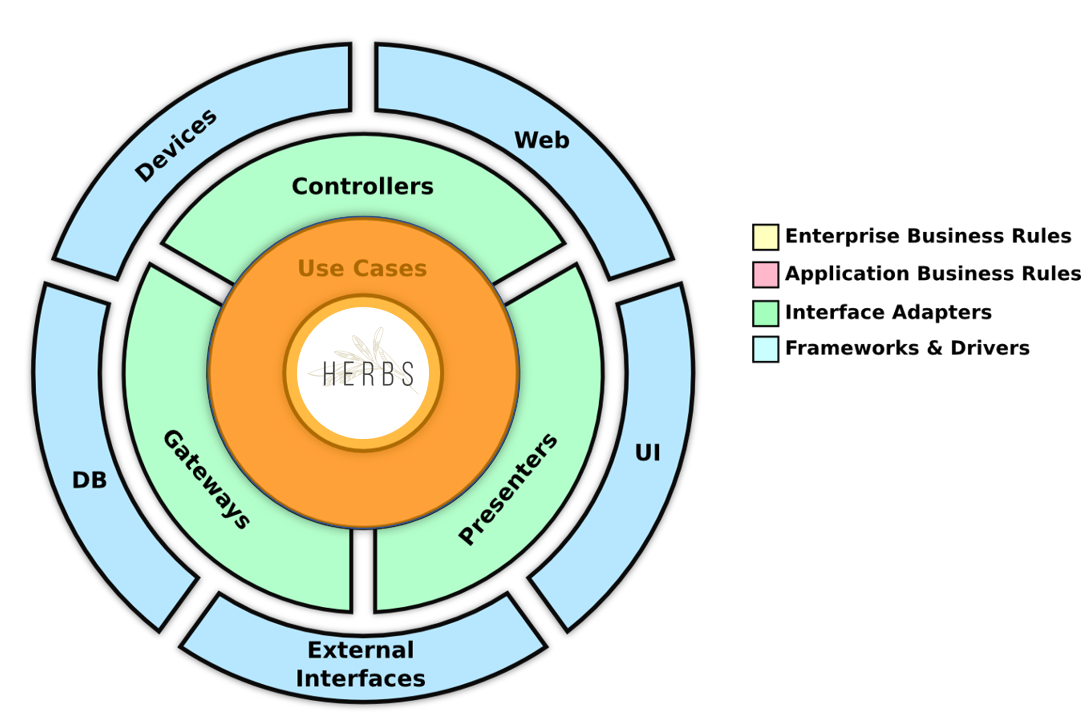 Devices
Web
Controllers
Use Cases
HERBS
Gateways
Presenters
DB
UI
External
Interfaces
Enterprise Business Rules
Application Business Rules
Interface Adapters
Frameworks & Drivers